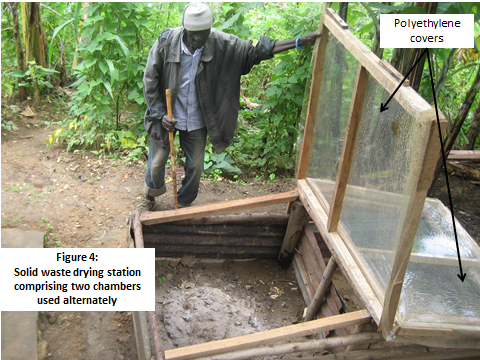 Polyethylene
covers
Figure 4:
Solid waste drying station
comprising two chambers
used alternately